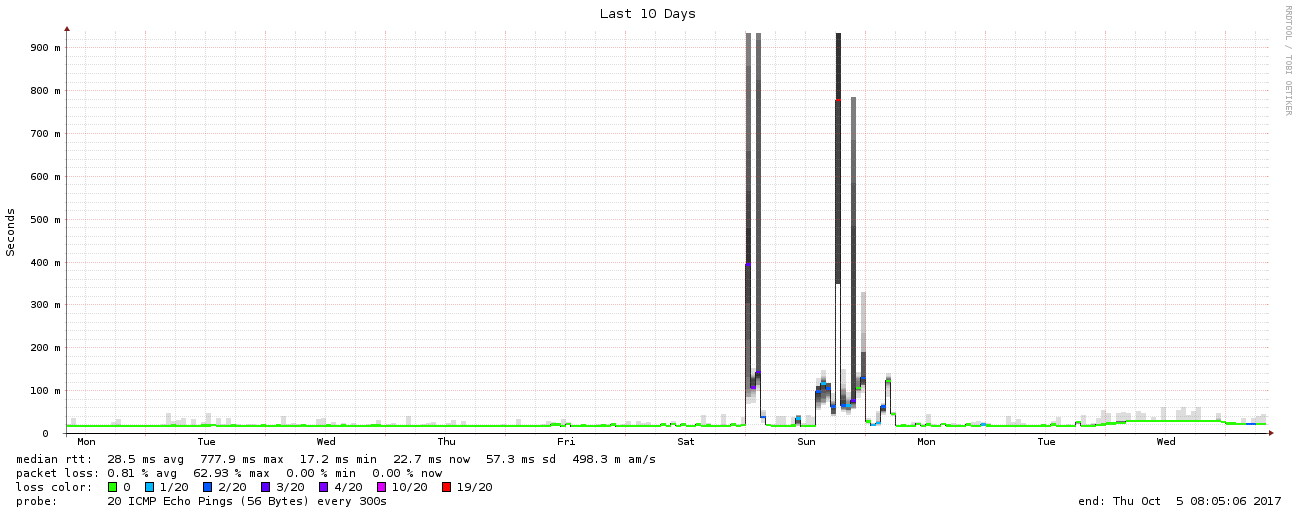 Last 10 Days
RRDTOOL / TOBI OETIKER
Seconds
900 m
800 m
700 m
600 m
500 m
400 m
300 m
200 m
100 m
0
Mon Tue Wed Thu Fri Sat Sun Mon Tue Wed
median rtt: 28.5 ms avg 777.9 ms max 17.2 ms min 22.7 ms now 57.3 ms sd 498.3 m am/s
packet loss: 0.81 % avg 62.93 % max 0.00 % min 0.00 % now
loss color: 0 1/20 2/20 3/20 4/20 10/20 19/20
probe: 20 ICMP Echo Pings (56 Bytes) every 300s end: Thu Oct 5 08:05:06 2017